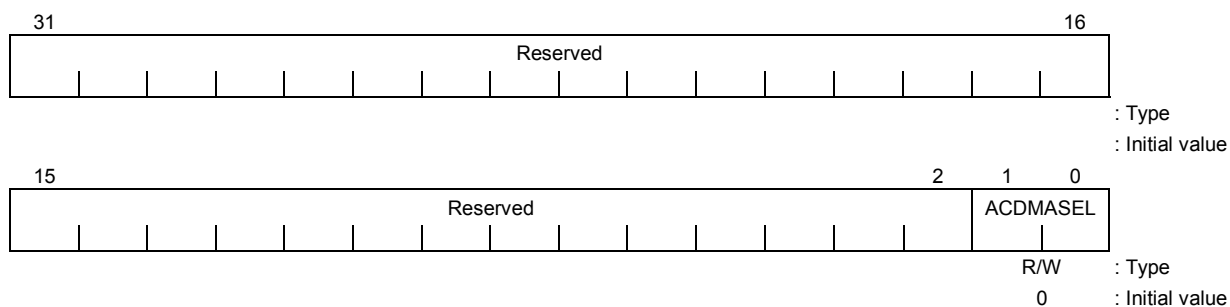 31 16
Reserved
: Type
: Initial value
15 2 1 0
Reserved ACDMASEL
R/W : Type
0 : Initial value